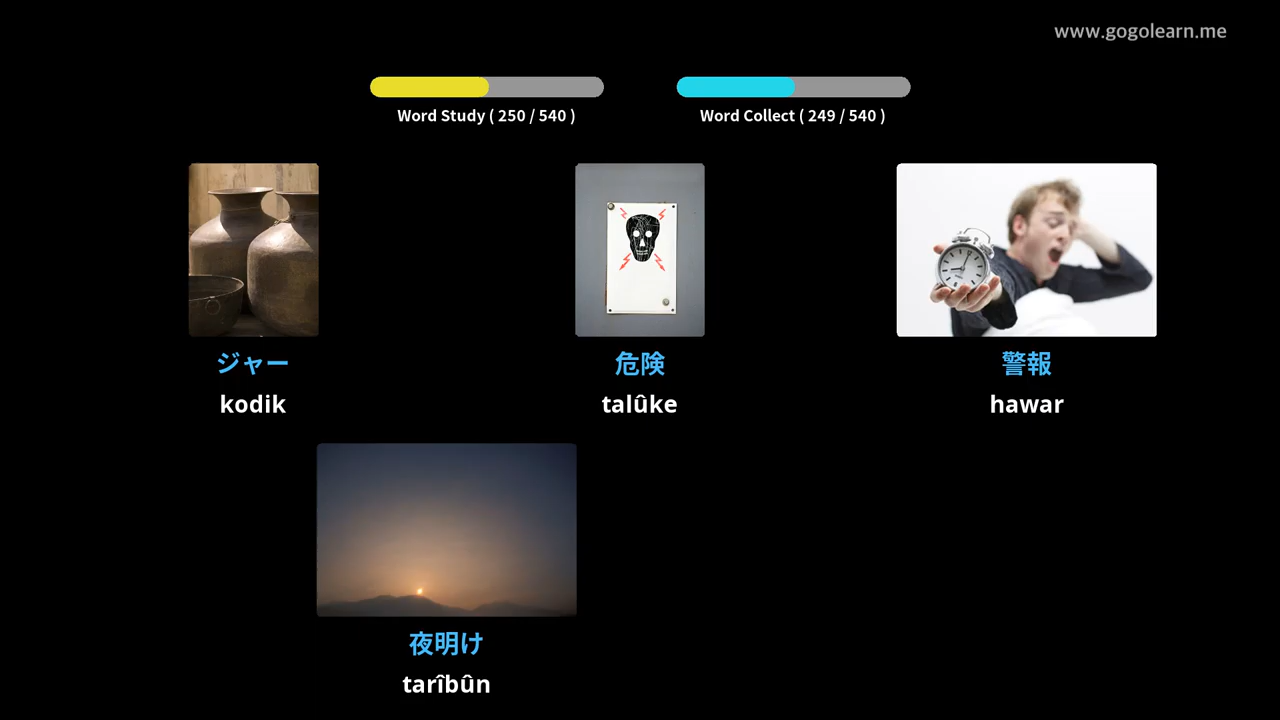 www.gogolearn.me
Word Study ( 250 / 540 )
Word Collect ( 249 / 540 )
ジャー
kodik
危険
talûke
警報
hawar
夜明け
tarîbûn